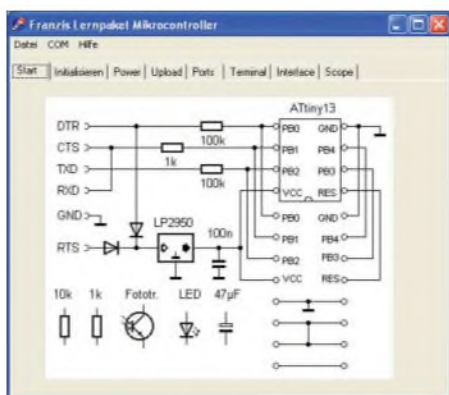 Franzis Lernpaket Mikrocontroller
Datei COM Hilfe
Start Initialisieren Power Upload Ports Terminal Interface Scope
ATtiny13
DTR 100k PB0 GND
CTS 1k PB1 PB4
TXD 100k PB2 PB3
RXD VCC RES
GND LP2950 PB0 GND
RTS 100n PB1 PB4
PB2 PB3
10k 1k Fototr. LED 47µF VCC RES